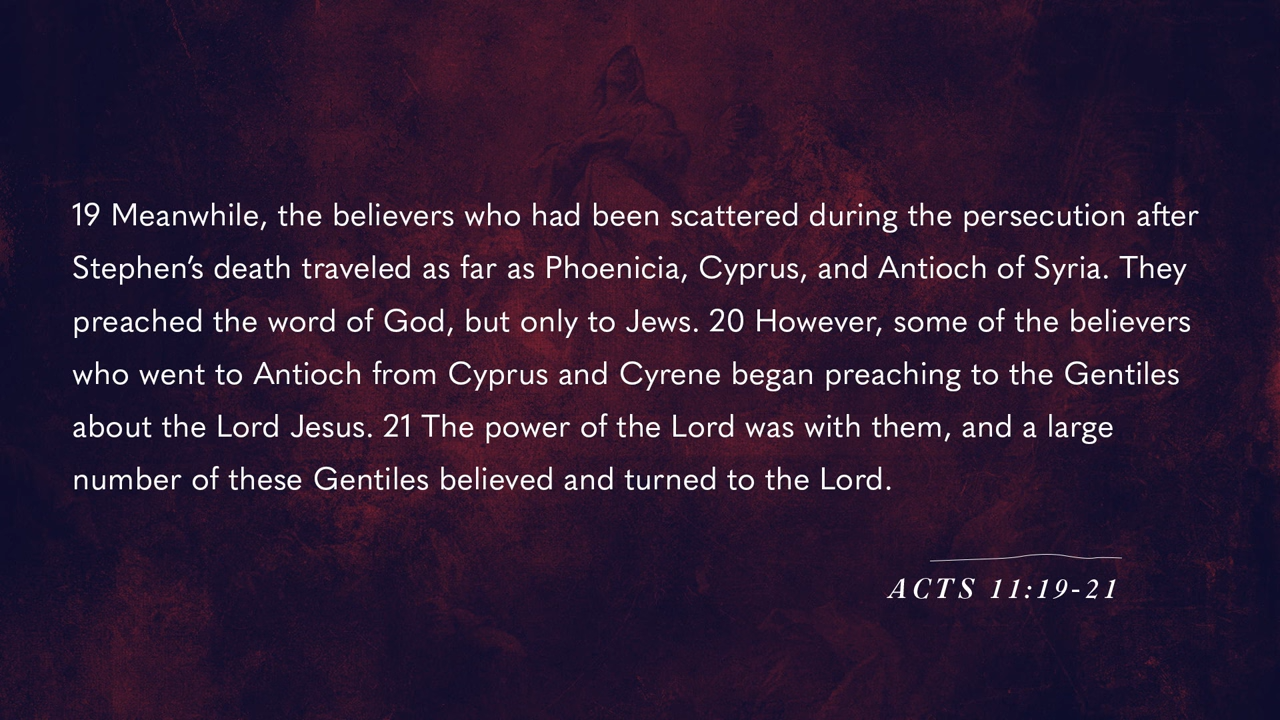 19 Meanwhile, the believers who had been scattered during the persecution after
Stephen’s death traveled as far as Phoenicia, Cyprus, and Antioch of Syria. They
preached the word of God, but only to Jews. 20 However, some of the believers
who went to Antioch from Cyprus and Cyrene began preaching to the Gentiles
about the Lord Jesus. 21 The power of the Lord was with them, and a large
number of these Gentiles believed and turned to the Lord.
ACTS 11:19-21